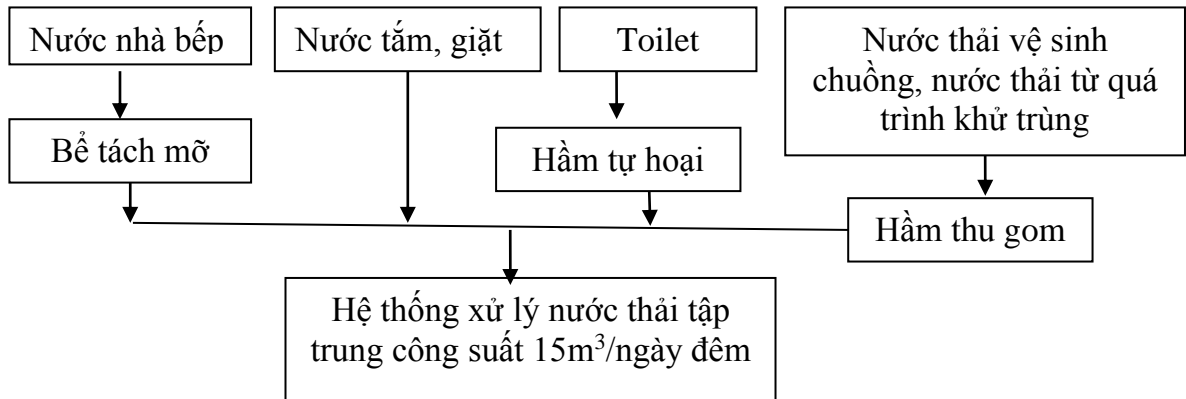 Nước nhà bếp
Nước tắm, giặt
Toilet
Nước thải vệ sinh
chuồng, nước thải từ quá
trình khử trùng
Bể tách mỡ
Hầm tự hoại
Hầm thu gom
Hệ thống xử lý nước thải tập
trung công suất 15m³/ngày đêm